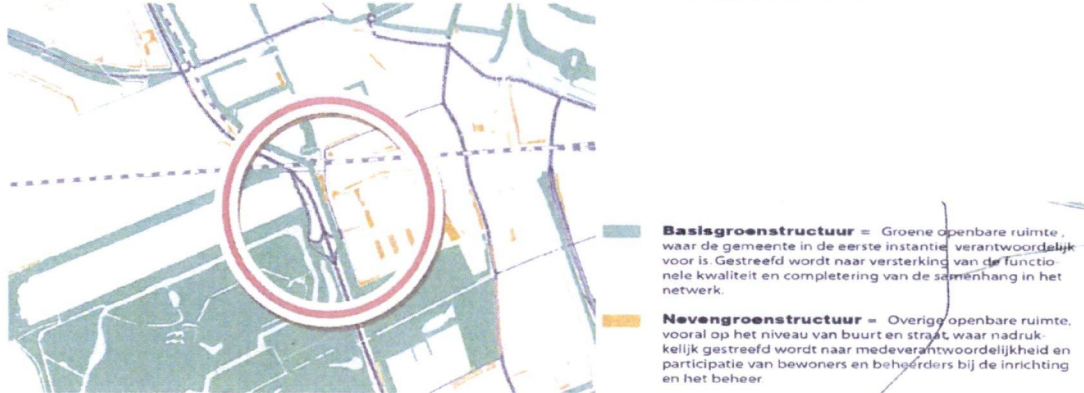 Basisgroenstructuur = Groene openbare ruimte,
waar de gemeente in de eerste instantie verantwoordelijk
voor is. Gestreefd wordt naar versterking van de functio-
nele kwaliteit en completering van de samenhang in het
netwerk.
Nevengroenstructuur = Overige openbare ruimte,
vooral op het niveau van buurt en straat, waar nadruk-
kelijk gestreefd wordt naar medeverantwoordelijkheid en
participatie van bewoners en beheerders bij de inrichting
en het beheer